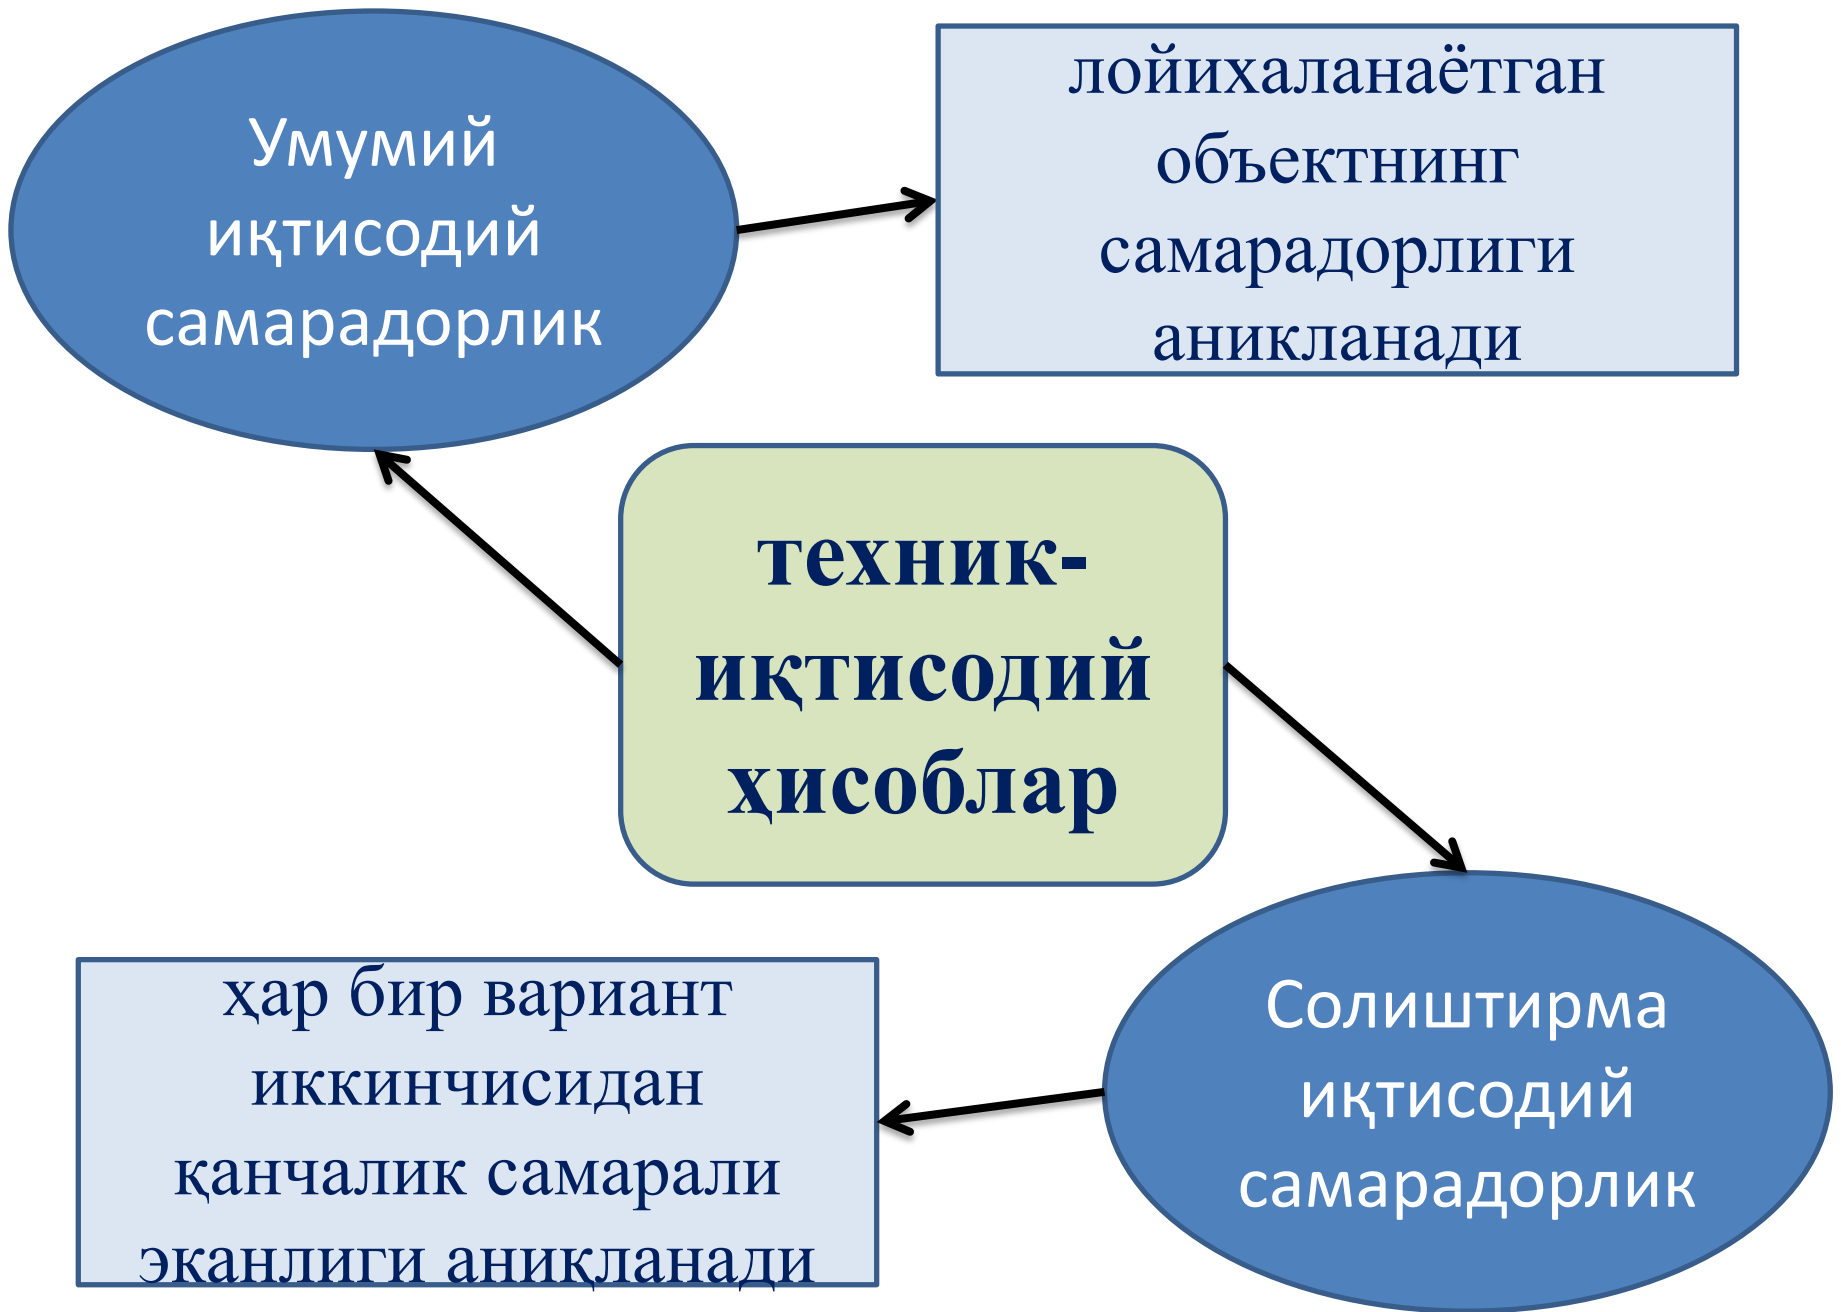 Умумий
иқтисодий
самарадорлик
лойихаланаётган
объектнинг
самарадорлиги
аникланади
техник-
иқтисодий
ҳисоблар
ҳар бир вариант
иккинчисидан
қанчалик самарали
эканлиги аниқланади
Солиштирма
иқтисодий
самарадорлик